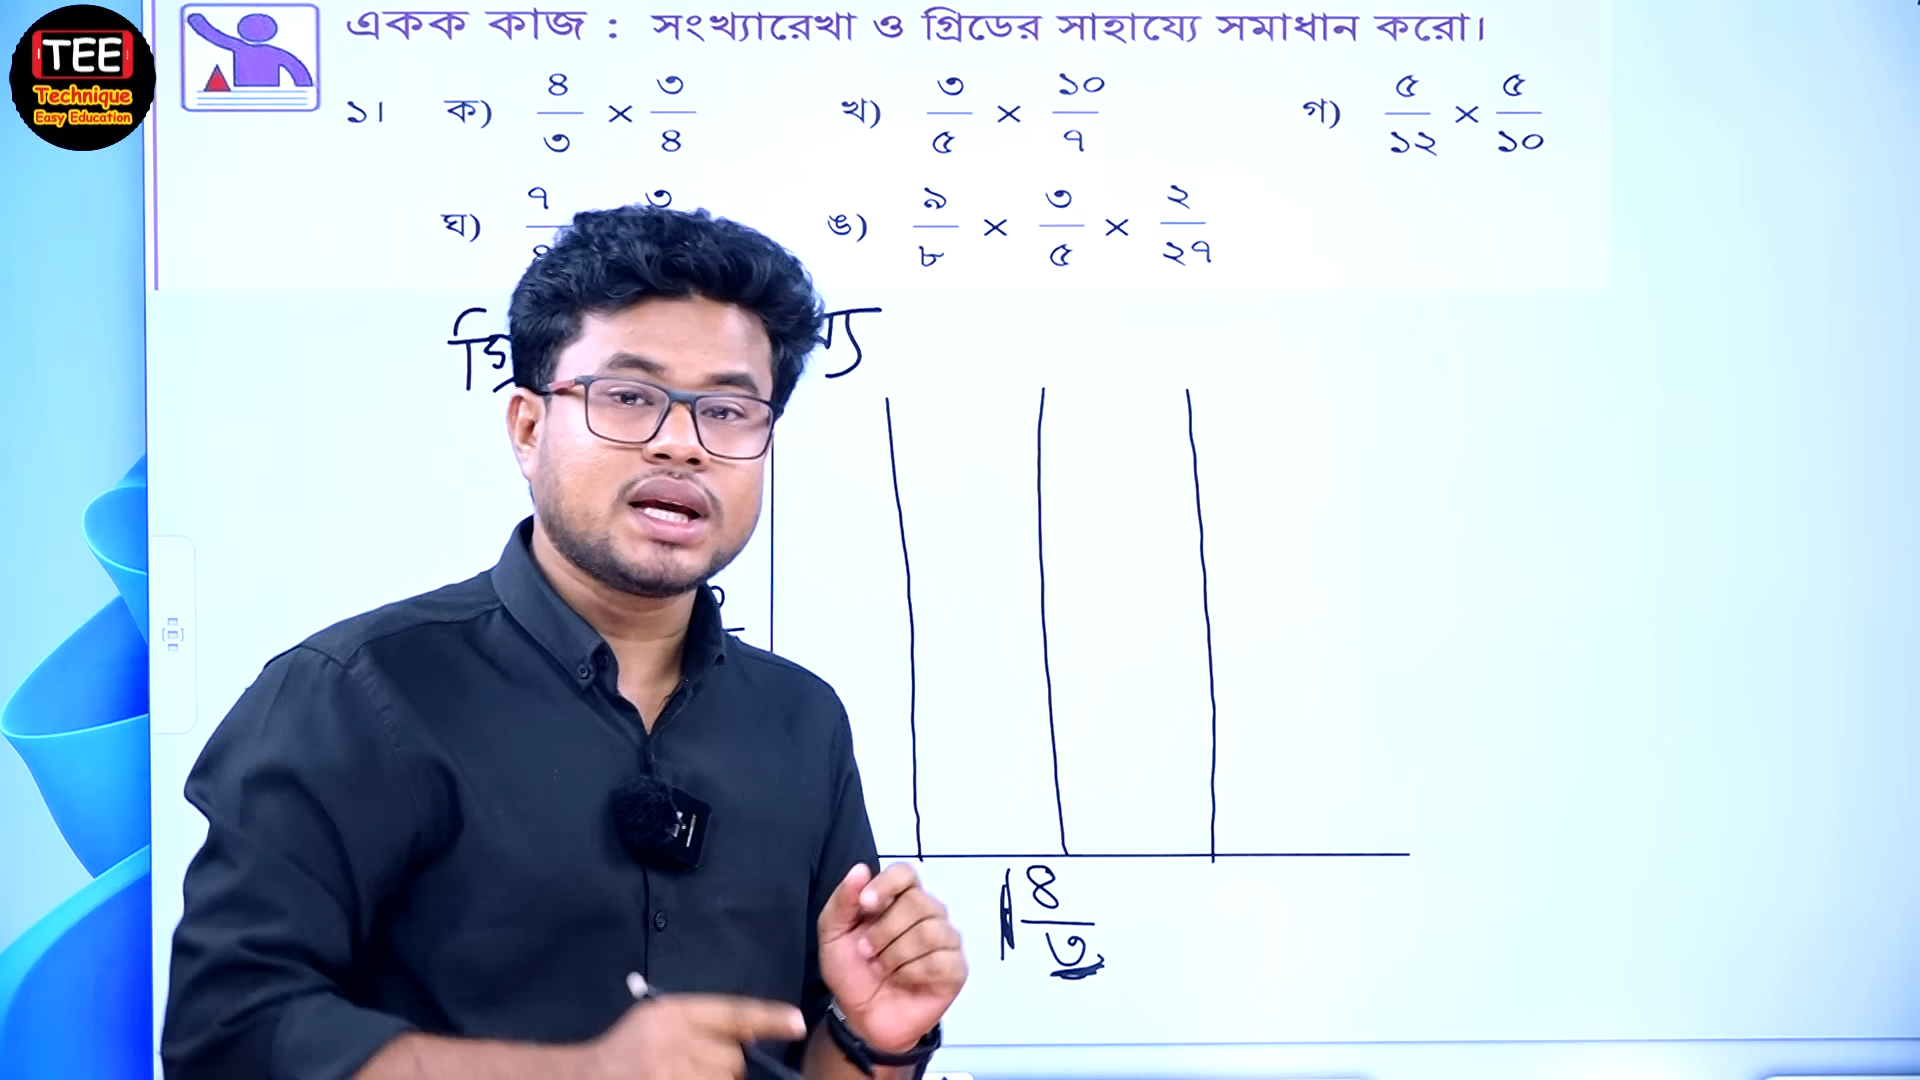 TEE
Technique
Easy Education
একক কাজ : সংখ্যারেখা ও গ্রিডের সাহায্যে সমাধান করো।
১। ক) ৪/৩ × ৩/৪ খ) ৩/৫ × ১০/৭ গ) ৫/১২ × ৫/১০
ঘ) ৭ ৩ ঙ) ৯/৮ × ৩/৫ × ২/২৭
৪/৩